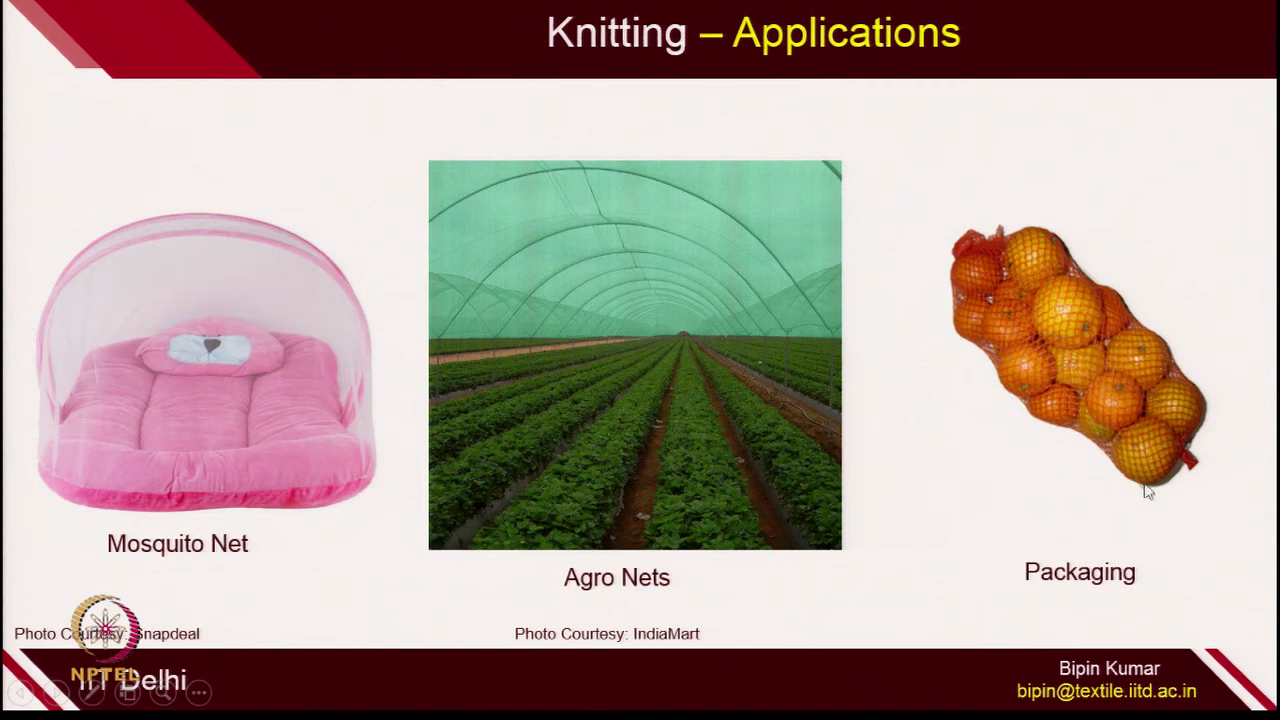 Knitting – Applications
Mosquito Net
Agro Nets
Packaging
Photo Courtesy: Snapdeal
Photo Courtesy: IndiaMart
NPTEL
IIT Delhi
Bipin Kumar
bipin@textile.iitd.ac.in